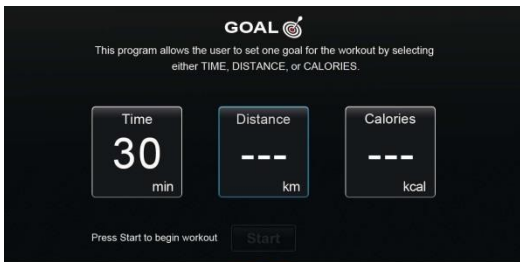 GOAL
This program allows the user to set one goal for the workout by selecting
either TIME, DISTANCE, or CALORIES.
Time
30
min
Distance
---
km
Calories
---
kcal
Press Start to begin workout
Start